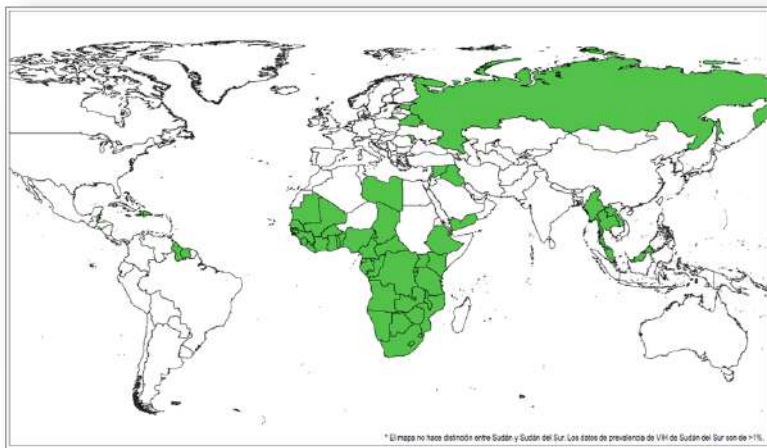 * El mapa no hace distinción entre Sudán y Sudán del Sur. Los datos de prevalencia de VIH de Sudán del Sur son de >1%.